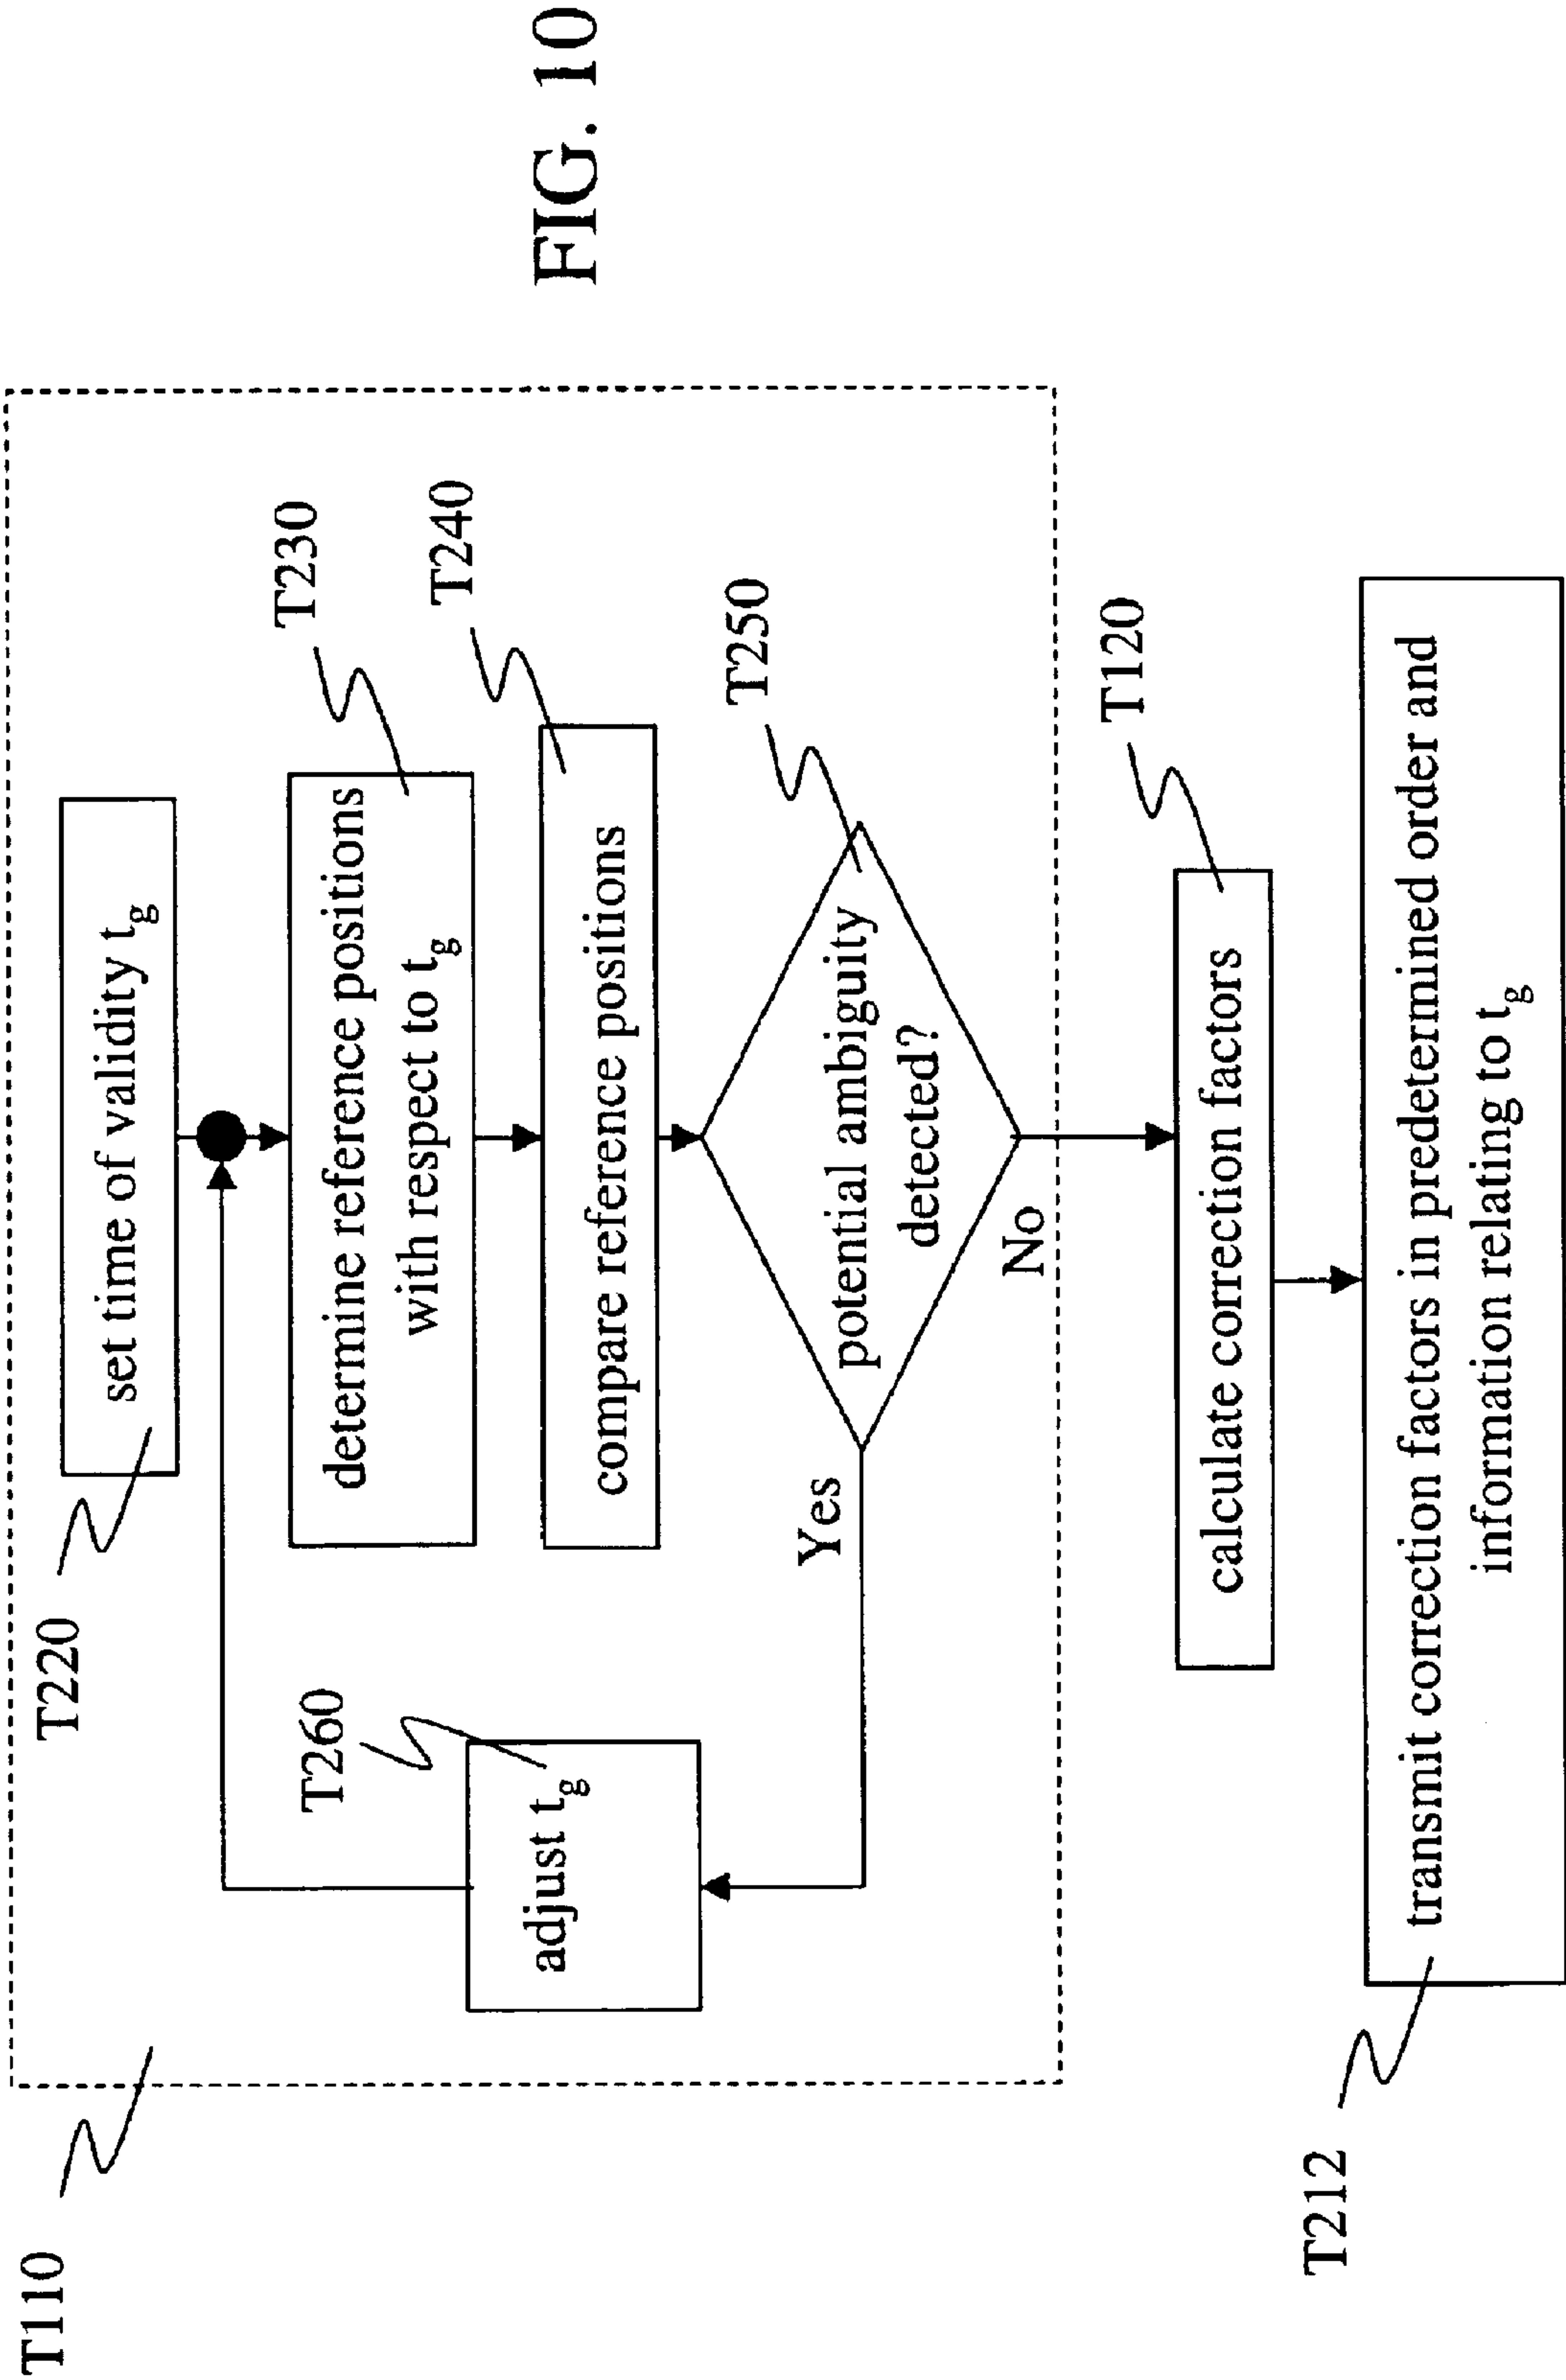 T110
T220
set time of validity t_g
T230
determine reference positions
with respect to t_g
T240
compare reference positions
T260
adjust t_g
T250
potential ambiguity
detected?
Yes
No
T120
calculate correction factors
T212
transmit correction factors in predetermined order and
information relating to t_g
FIG. 10